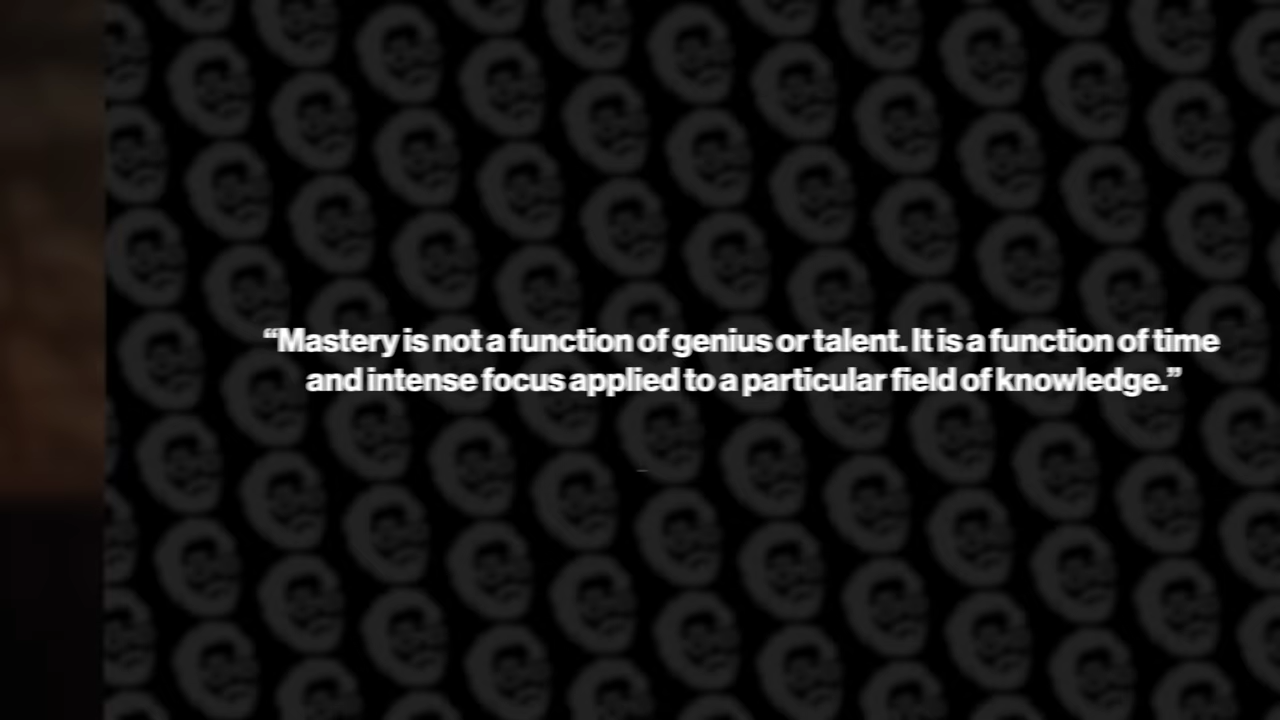 “Mastery is not a function of genius or talent. It is a function of time
and intense focus applied to a particular field of knowledge.”